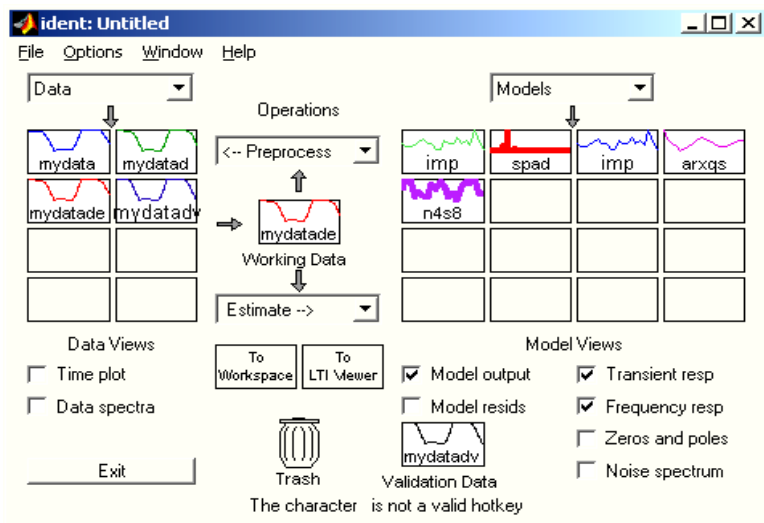 ident: Untitled
File Options Window Help
Data
Models
Operations
mydata
mydatad
<-- Preprocess
imp
spad
imp
arxqs
mydatade
mydatadv
mydatade
n4s8
Working Data
Estimate -->
Data Views
Model Views
Time plot
To
Workspace
To
LTI Viewer
Model output
Transient resp
Data spectra
Model resids
Frequency resp
Zeros and poles
mydatadv
Exit
Trash
Validation Data
Noise spectrum
The character is not a valid hotkey